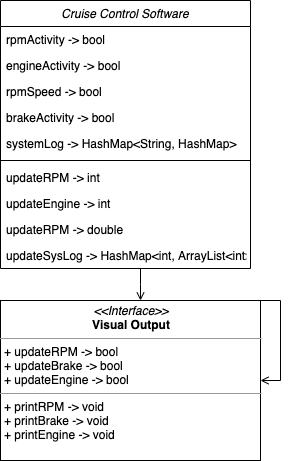 Cruise Control Software
rpmActivity -> bool
engineActivity -> bool
rpmSpeed -> bool
brakeActivity -> bool
systemLog -> HashMap<String, HashMap>
updateRPM -> int
updateEngine -> int
updateRPM -> double
updateSysLog -> HashMap<int, ArrayList<int
<<Interface>>
Visual Output
+ updateRPM -> bool
+ updateBrake -> bool
+ updateEngine -> bool
+ printRPM -> void
+ printBrake -> void
+ printEngine -> void